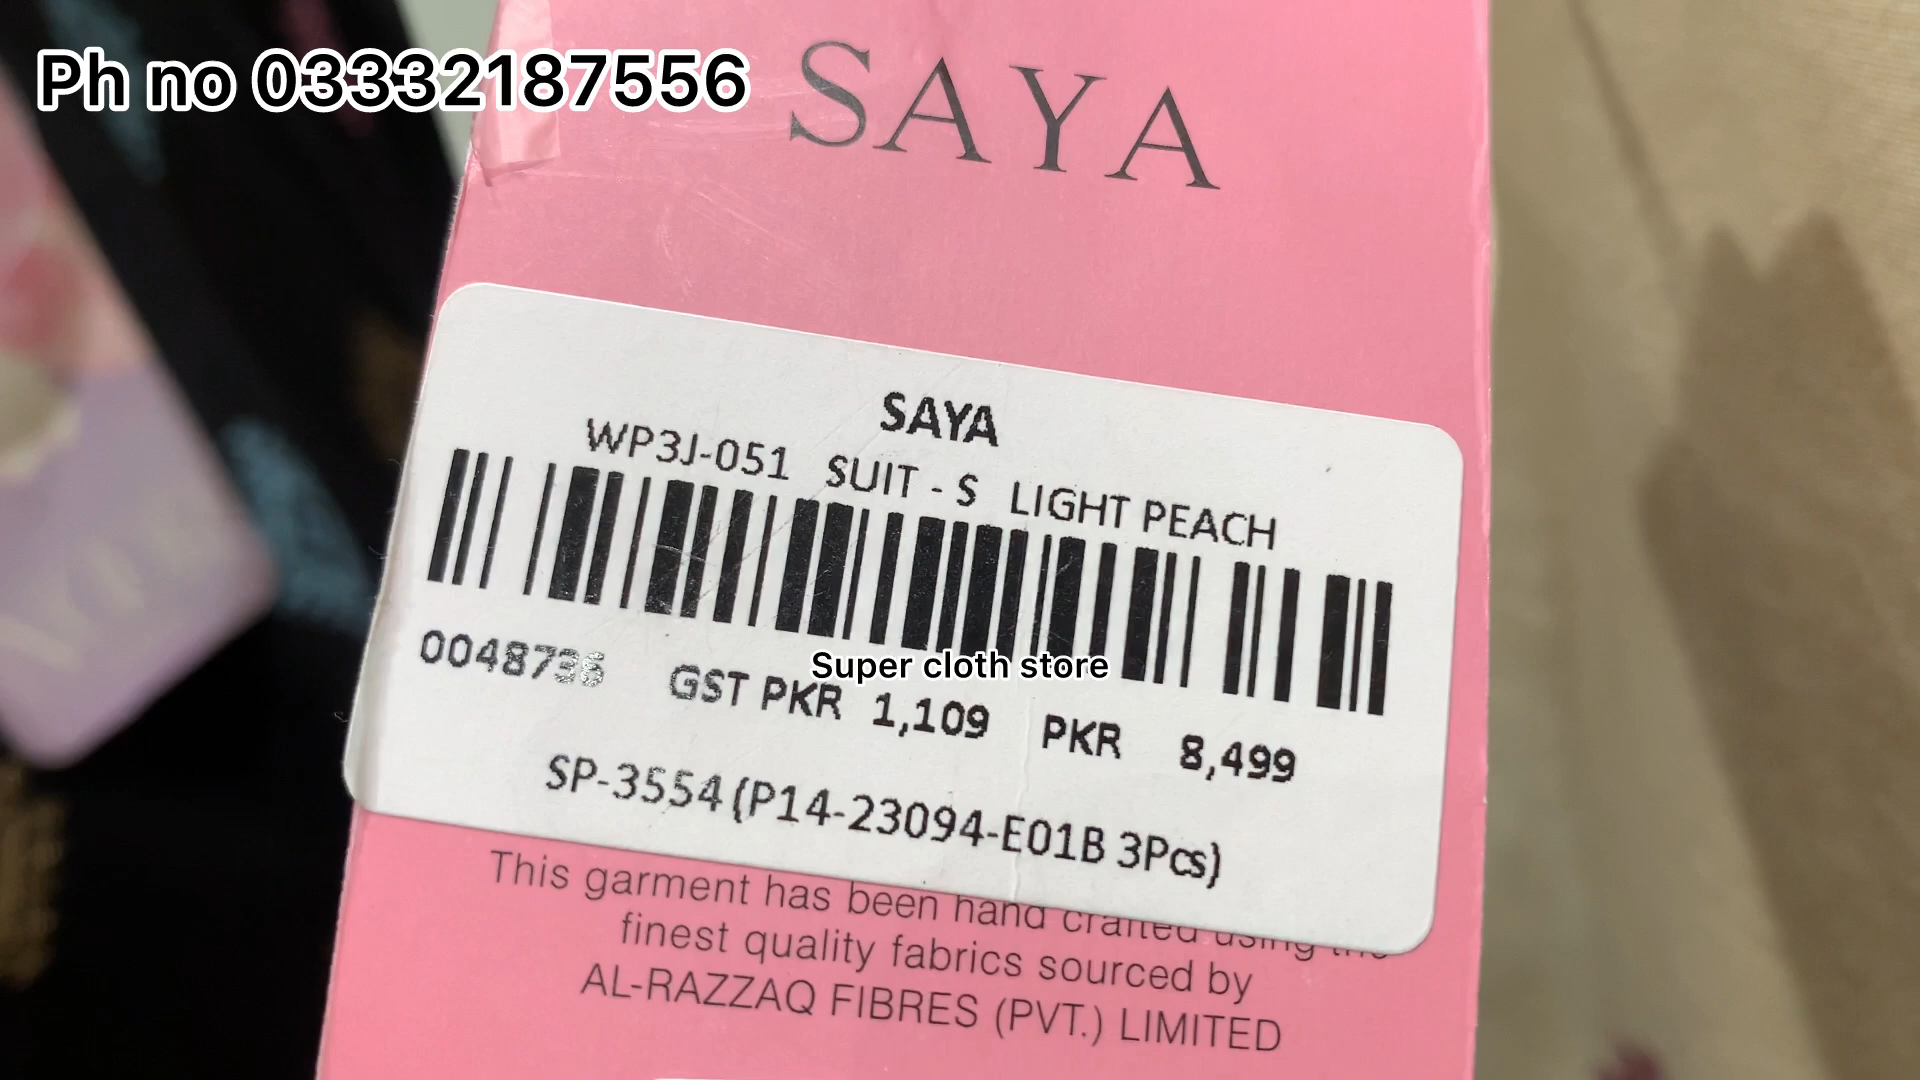 Ph no 03332187556
SAYA
SAYA
WP3J-051 SUIT - S LIGHT PEACH
0048736 GST PKR 1,109 PKR 8,499
Super cloth store
SP-3554 (P14-23094-E01B 3Pcs)
This garment has been hand crafted using the
finest quality fabrics sourced by
AL-RAZZAQ FIBRES (PVT.) LIMITED